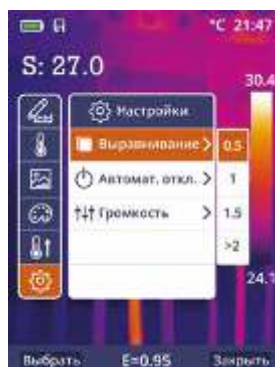 °C 21:47
S: 27.0
30.4
Настройки
Выравнивание > 0.5
Автомат. откл. > 1
Громкость > 1.5
>2
24.1
Выбрать E=0.95 Закрыть